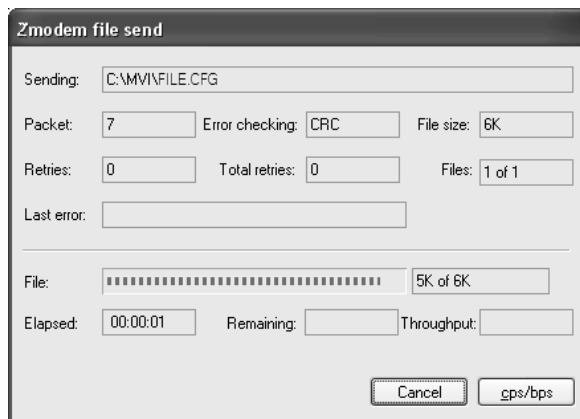 Zmodem file send
Sending: C:\MVI\FILE.CFG
Packet: 7 Error checking: CRC File size: 6K
Retries: 0 Total retries: 0 Files: 1 of 1
Last error:
File: 5K of 6K
Elapsed: 00:00:01 Remaining: Throughput:
Cancel cps/bps